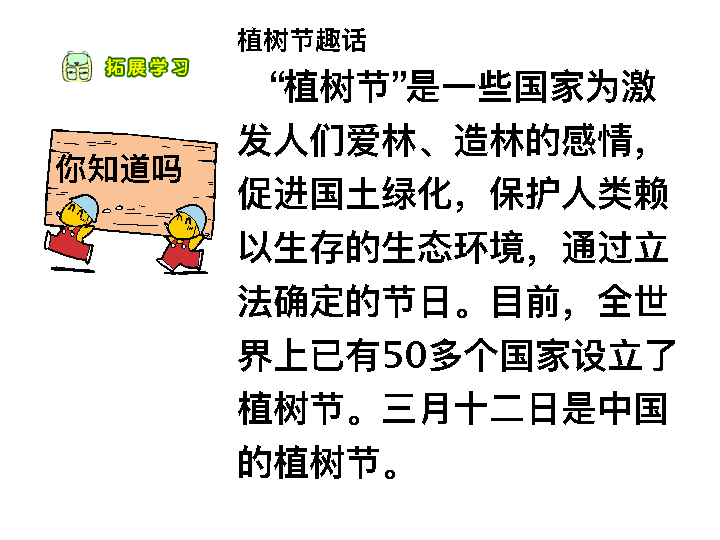 植树节趣话
拓展学习
你知道吗
“植树节”是一些国家为激
发人们爱林、造林的感情，
促进国土绿化，保护人类赖
以生存的生态环境，通过立
法确定的节日。目前，全世
界上已有50多个国家设立了
植树节。三月十二日是中国
的植树节。